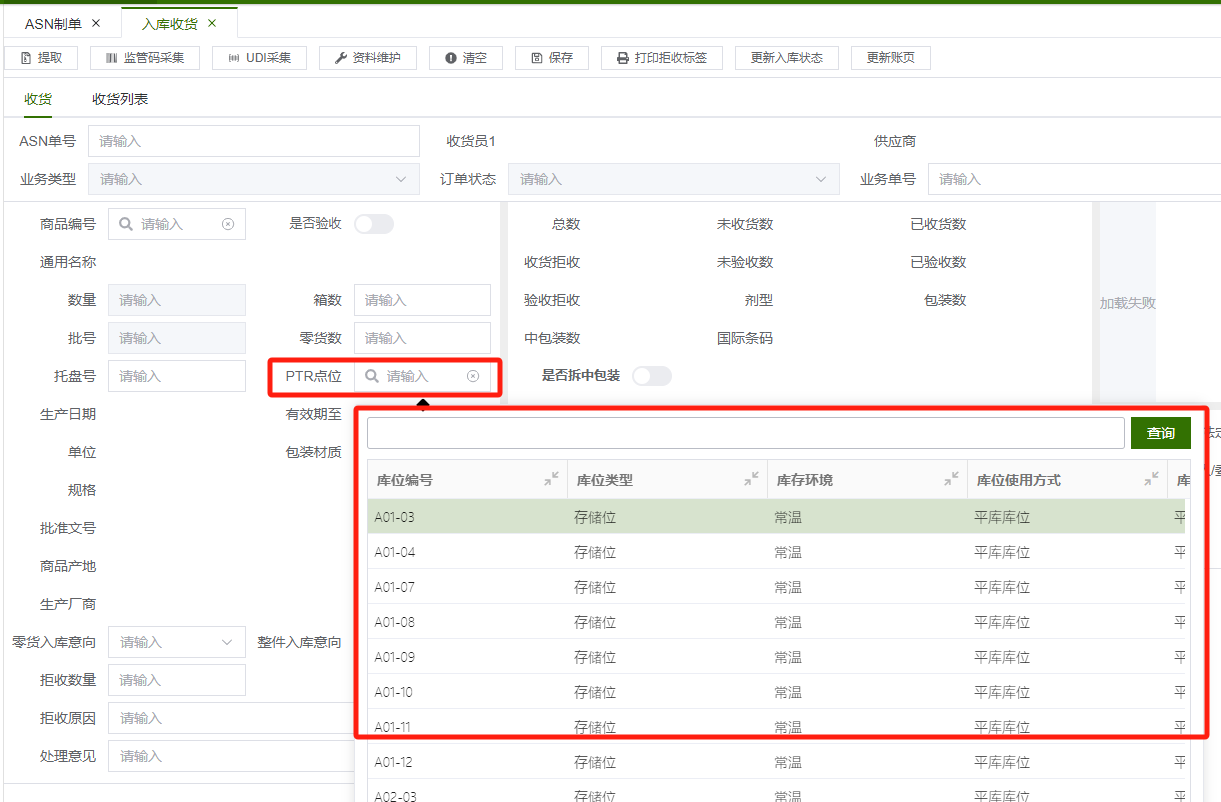 ASN制单 × 入库收货 ×
提取 监管码采集 UDI采集 资料维护 清空 保存 打印拒收标签 更新入库状态 更新账页
收货 收货列表
ASN单号 请输入 收货员1 供应商
业务类型 请输入 订单状态 请输入 业务单号 请输入
商品编号 请输入 是否验收 总数 未收货数 已收货数
通用名称 收货拒收 未验收数 已验收数
数量 请输入 箱数 请输入 验收拒收 剂型 包装数 加载失败
批号 请输入 零货数 请输入 中包装数 国际条码
托盘号 请输入 PTR点位 请输入 是否拆中包装
生产日期 有效期至
查询
单位 包装材质
库位编号 库位类型 库存环境 库位使用方式 库
规格
A01-03 存储位 常温 平库库位 平
批准文号
A01-04 存储位 常温 平库库位 平
商品产地
A01-07 存储位 常温 平库库位 平
生产厂商
A01-08 存储位 常温 平库库位 平
零货入库意向 请输入 整件入库意向
A01-09 存储位 常温 平库库位 平
拒收数量 请输入
A01-10 存储位 常温 平库库位 平
拒收原因 请输入
A01-11 存储位 常温 平库库位 平
处理意见 请输入
A01-12 存储位 常温 平库库位 平
A02-03 存储位 常温 平库库位 平